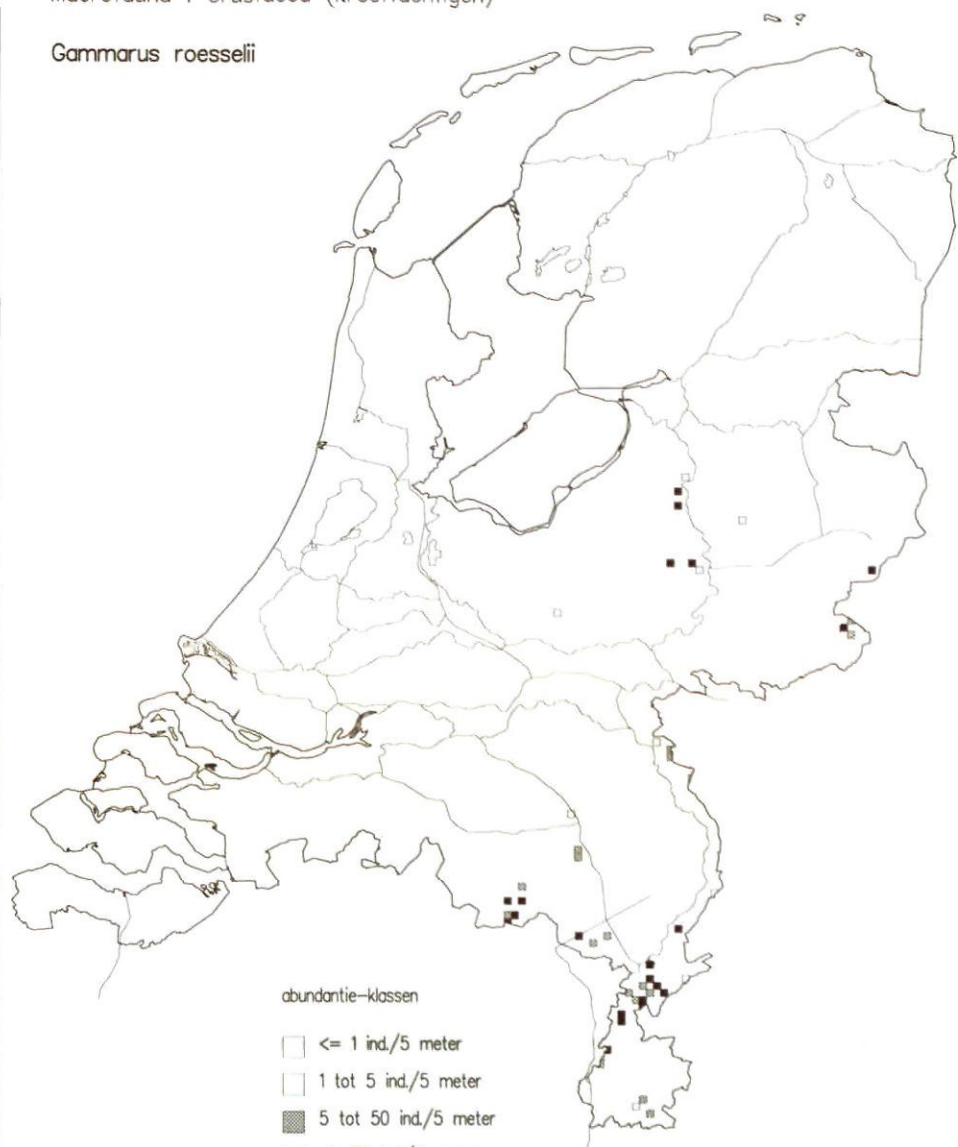 Gammarus roesselii
abundantie-klassen
<= 1 ind./5 meter
1 tot 5 ind./5 meter
5 tot 50 ind./5 meter